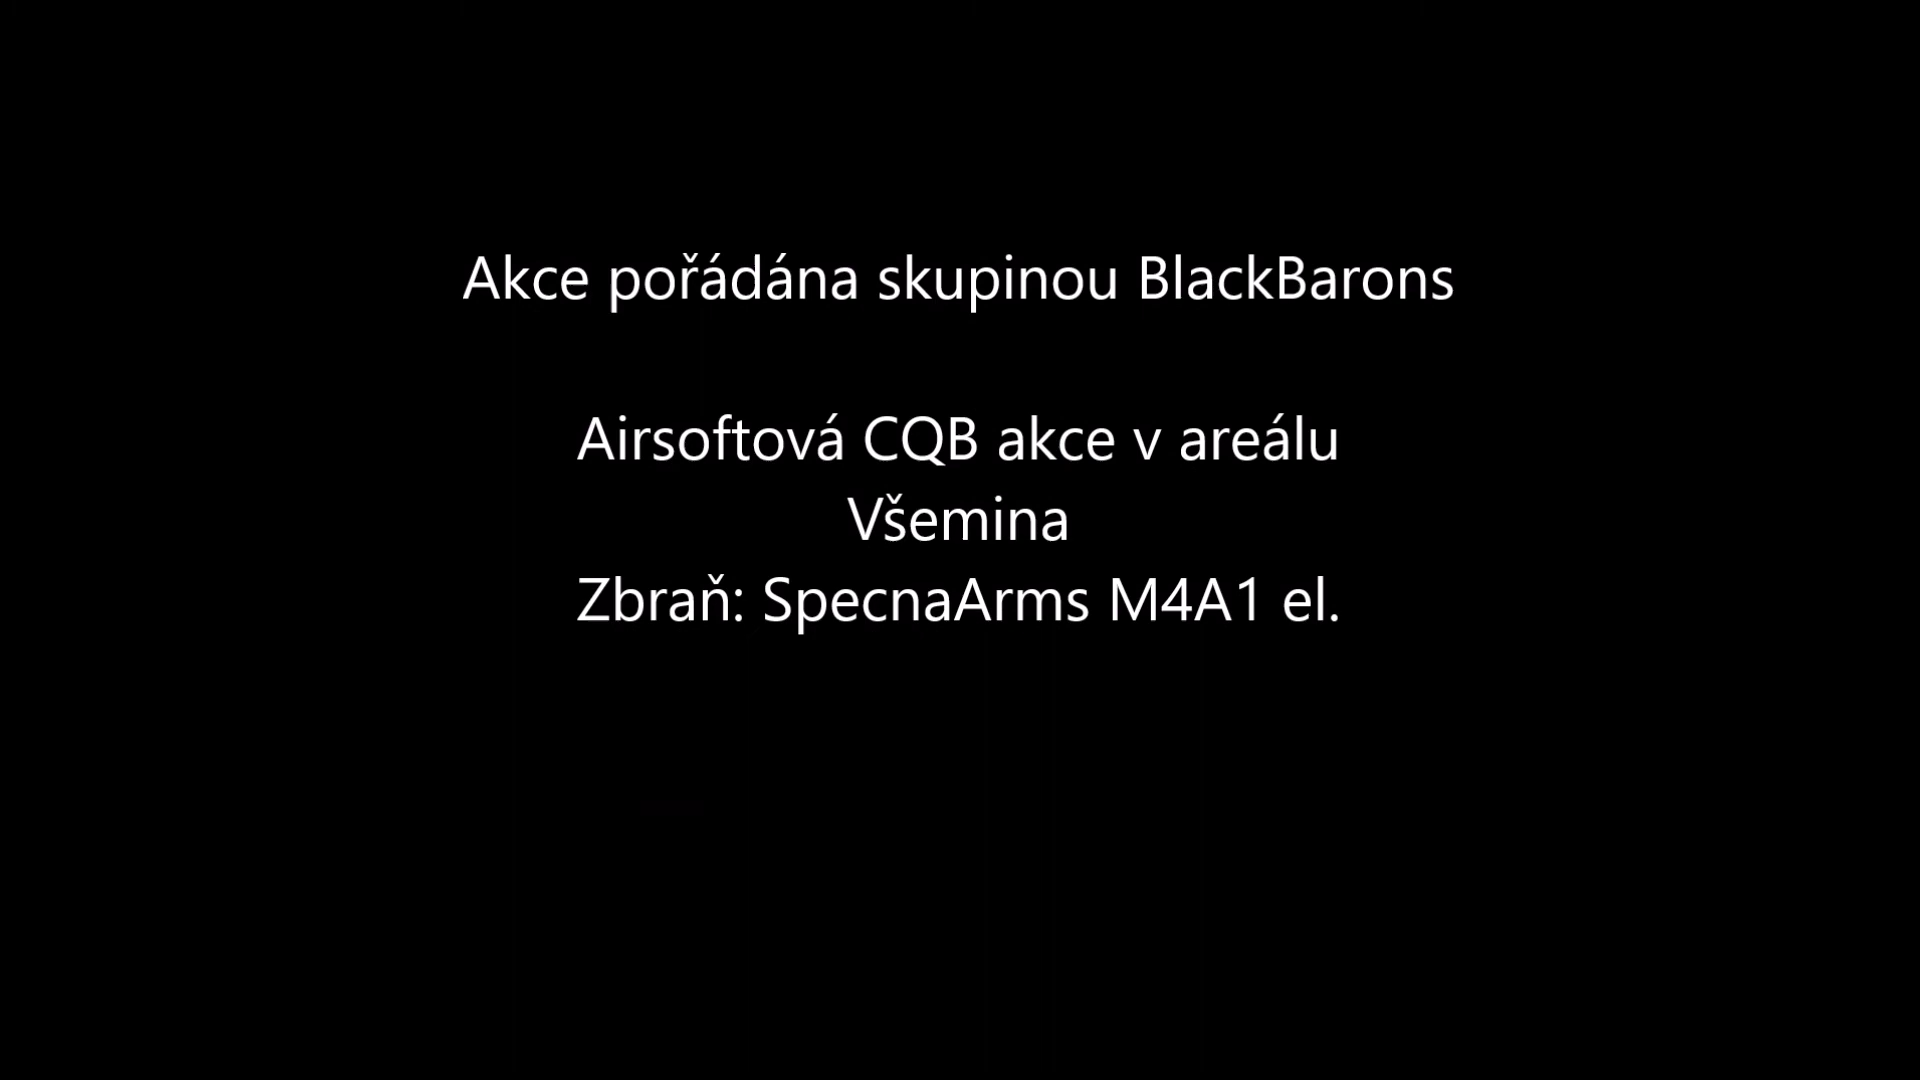 Akce pořádána skupinou BlackBarons
Airsoftová CQB akce v areálu
Všemina
Zbraň: SpecnaArms M4A1 el.